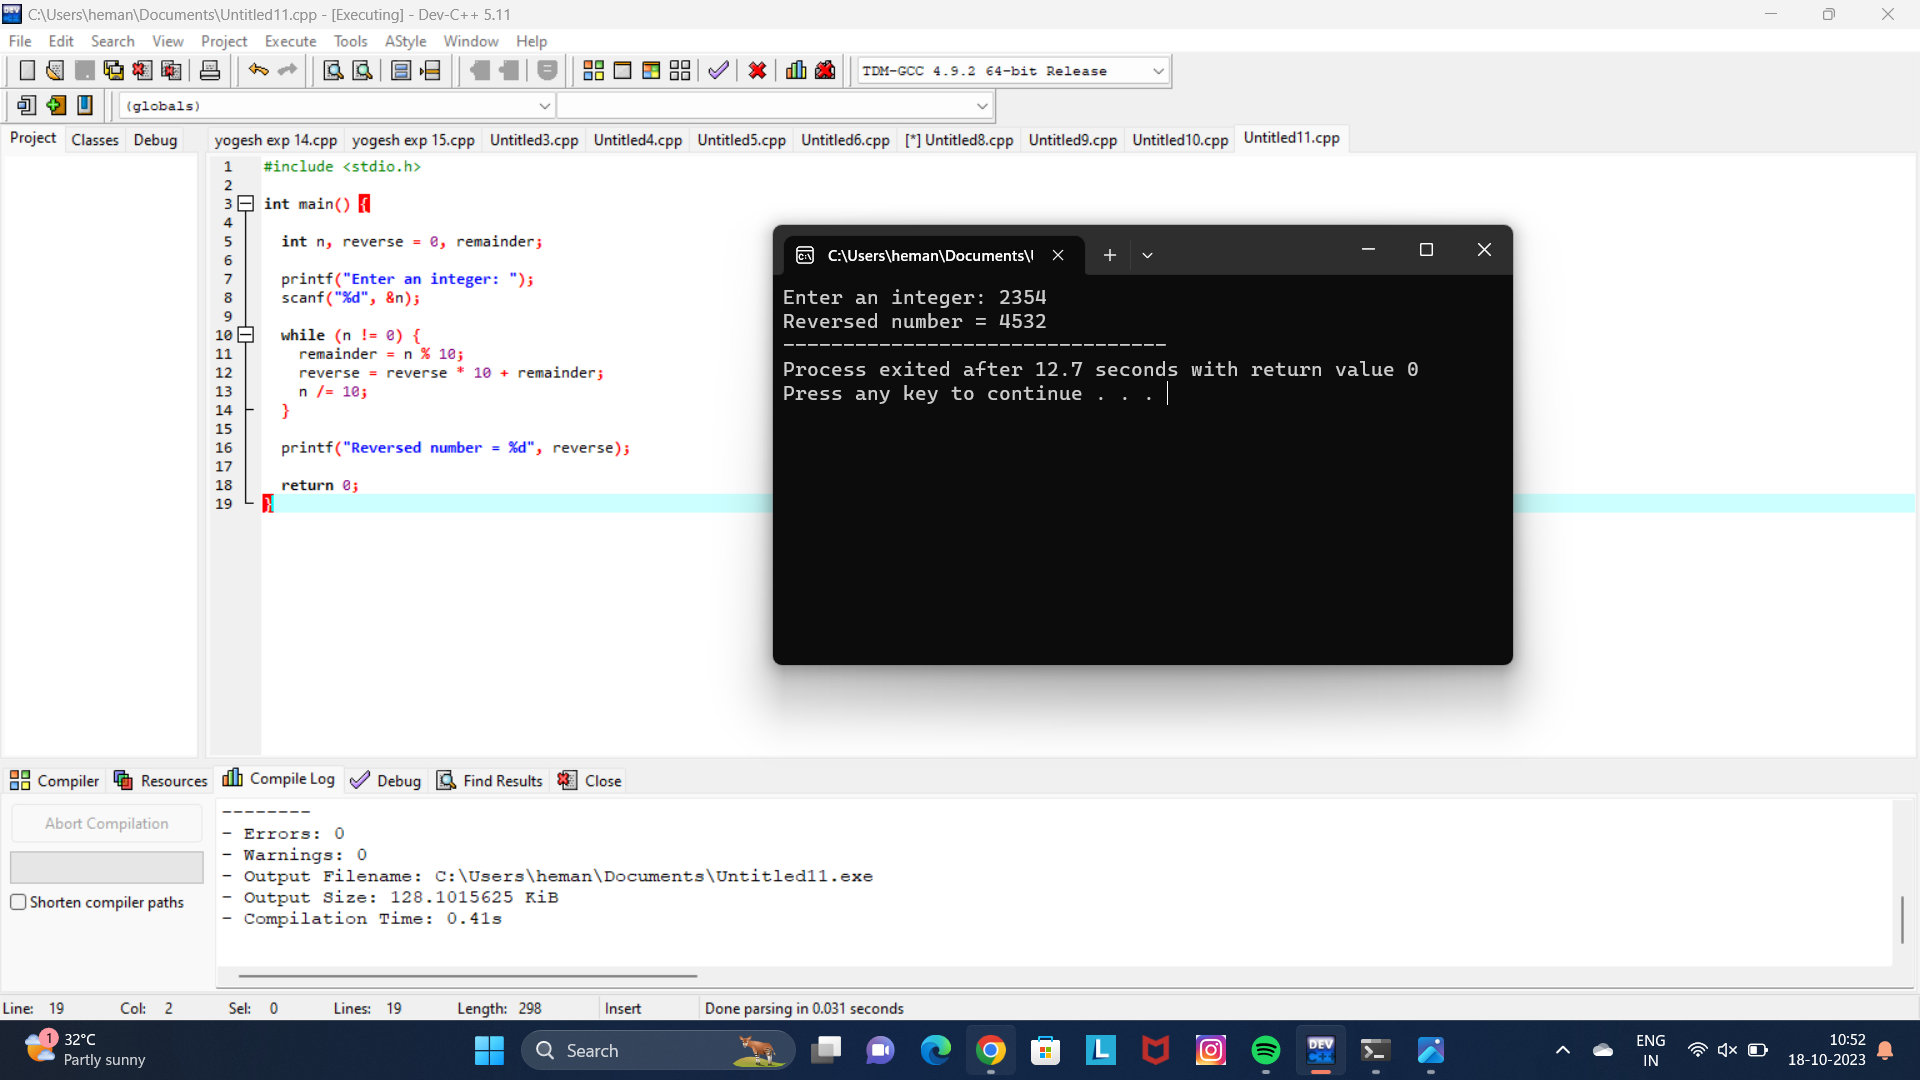 C:\Users\heman\Documents\Untitled11.cpp - [Executing] - Dev-C++ 5.11
File Edit Search View Project Execute Tools AStyle Window Help
TDM-GCC 4.9.2 64-bit Release
(globals)
Project Classes Debug
yogesh exp 14.cpp yogesh exp 15.cpp Untitled3.cpp Untitled4.cpp Untitled5.cpp Untitled6.cpp [*] Untitled8.cpp Untitled9.cpp Untitled10.cpp Untitled11.cpp
1 #include <stdio.h>
2
3 int main() {
4
5 int n, reverse = 0, remainder;
6
7 printf("Enter an integer: ");
8 scanf("%d", &n);
9
10 while (n != 0) {
11 remainder = n % 10;
12 reverse = reverse * 10 + remainder;
13 n /= 10;
14 }
15
16 printf("Reversed number = %d", reverse);
17
18 return 0;
19 }
C:\Users\heman\Documents\
Enter an integer: 2354
Reversed number = 4532
--------------------------------
Process exited after 12.7 seconds with return value 0
Press any key to continue . . .
Compiler Resources Compile Log Debug Find Results Close
Abort Compilation
Shorten compiler paths
--------
- Errors: 0
- Warnings: 0
- Output Filename: C:\Users\heman\Documents\Untitled11.exe
- Output Size: 128.1015625 KiB
- Compilation Time: 0.41s
Line: 19 Col: 2 Sel: 0 Lines: 19 Length: 298 Insert Done parsing in 0.031 seconds
1
32°C
Partly sunny
Search
L
DEV
C++
ENG
IN
10:52
18-10-2023